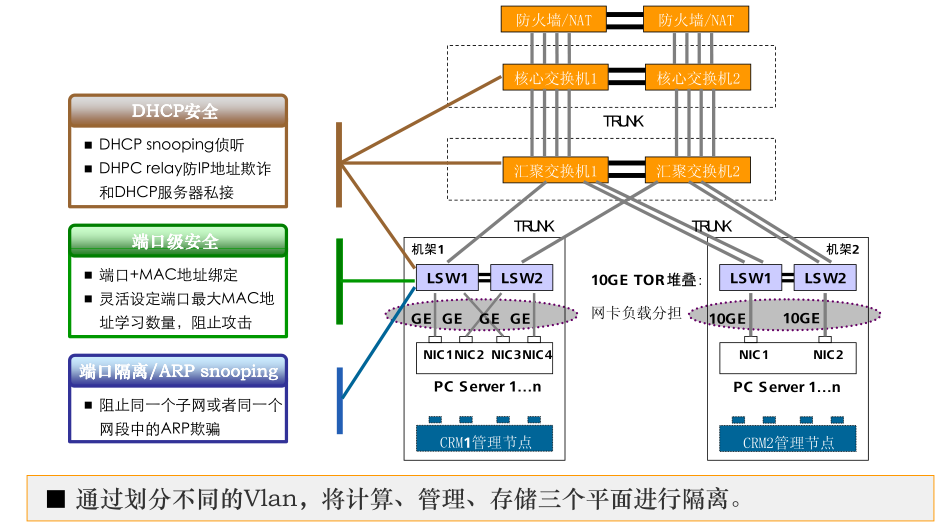 防火墙/NAT
防火墙/NAT
核心交换机1
核心交换机2
TRUNK
汇聚交换机1
汇聚交换机2
TRUNK
TRUNK
DHCP安全
■ DHCP snooping侦听
■ DHPC relay防IP地址欺诈
和DHCP服务器私接
端口级安全
■ 端口+MAC地址绑定
■ 灵活设定端口最大MAC地
址学习数量，阻止攻击
端口隔离/ARP snooping
■ 阻止同一个子网或者同一个
网段中的ARP欺骗
机架1
LSW1
LSW2
GE GE GE GE
NIC1 NIC2 NIC3 NIC4
PC Server 1…n
CRM1管理节点
10GE TOR堆叠：
网卡负载分担
机架2
LSW1
LSW2
10GE 10GE
NIC1 NIC2
PC Server 1…n
CRM2管理节点
■ 通过划分不同的Vlan，将计算、管理、存储三个平面进行隔离。